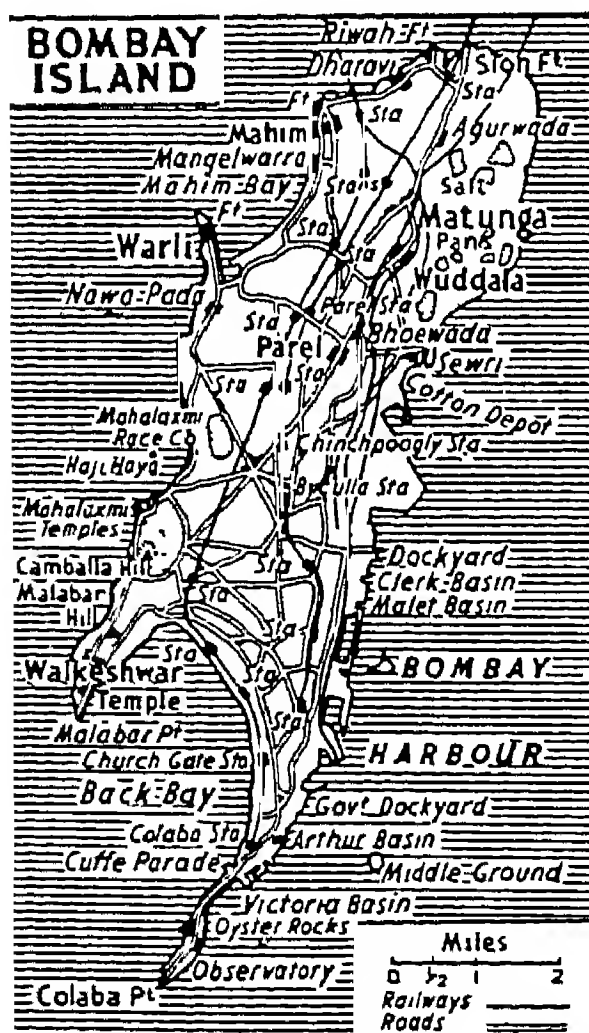 BOMBAY
ISLAND
Riwah Ft
Dharavi
Sion Ft
Ft
Sta
Sta
Mahim
Agurwada
Mangelwarra
Mahim Bay
Stans
Salt
Ft
Matunga
Warli
Sta
Pans
Sta
Wuddala
Nawa-Pada
Parel Sta
Sta
Bhoewada
Parel
Sewri
Sta
Sta
Cotton Depot
Mahalaxmi
Race Co
Chinchpoogly Sta
Haji Haya
Byculla Sta
Mahalaxmi
Temples
Dockyard
Sta
Camballa Hill
Clerk Basin
Malabar
Hill
Sta
Malet Basin
Sta
Walkeshwar
Temple
Sta
BOMBAY
Sta
Malabar Pt
Church Gate Sta
HARBOUR
Back Bay
Govt Dockyard
Colaba Sta
Arthur Basin
Cuffe Parade
Middle Ground
Victoria Basin
Oyster Rocks
Observatory
Colaba Pt
Miles
0 ½ 1 2
Railways
Roads